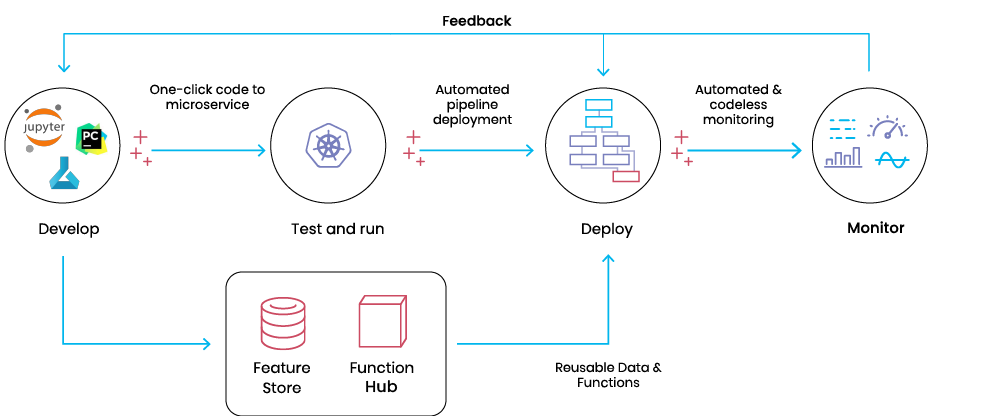 Feedback
One-click code to
microservice
Automated
pipeline
deployment
Automated &
codeless
monitoring
jupyter
PC
Develop
Test and run
Deploy
Monitor
Feature
Store
Function
Hub
Reusable Data &
Functions